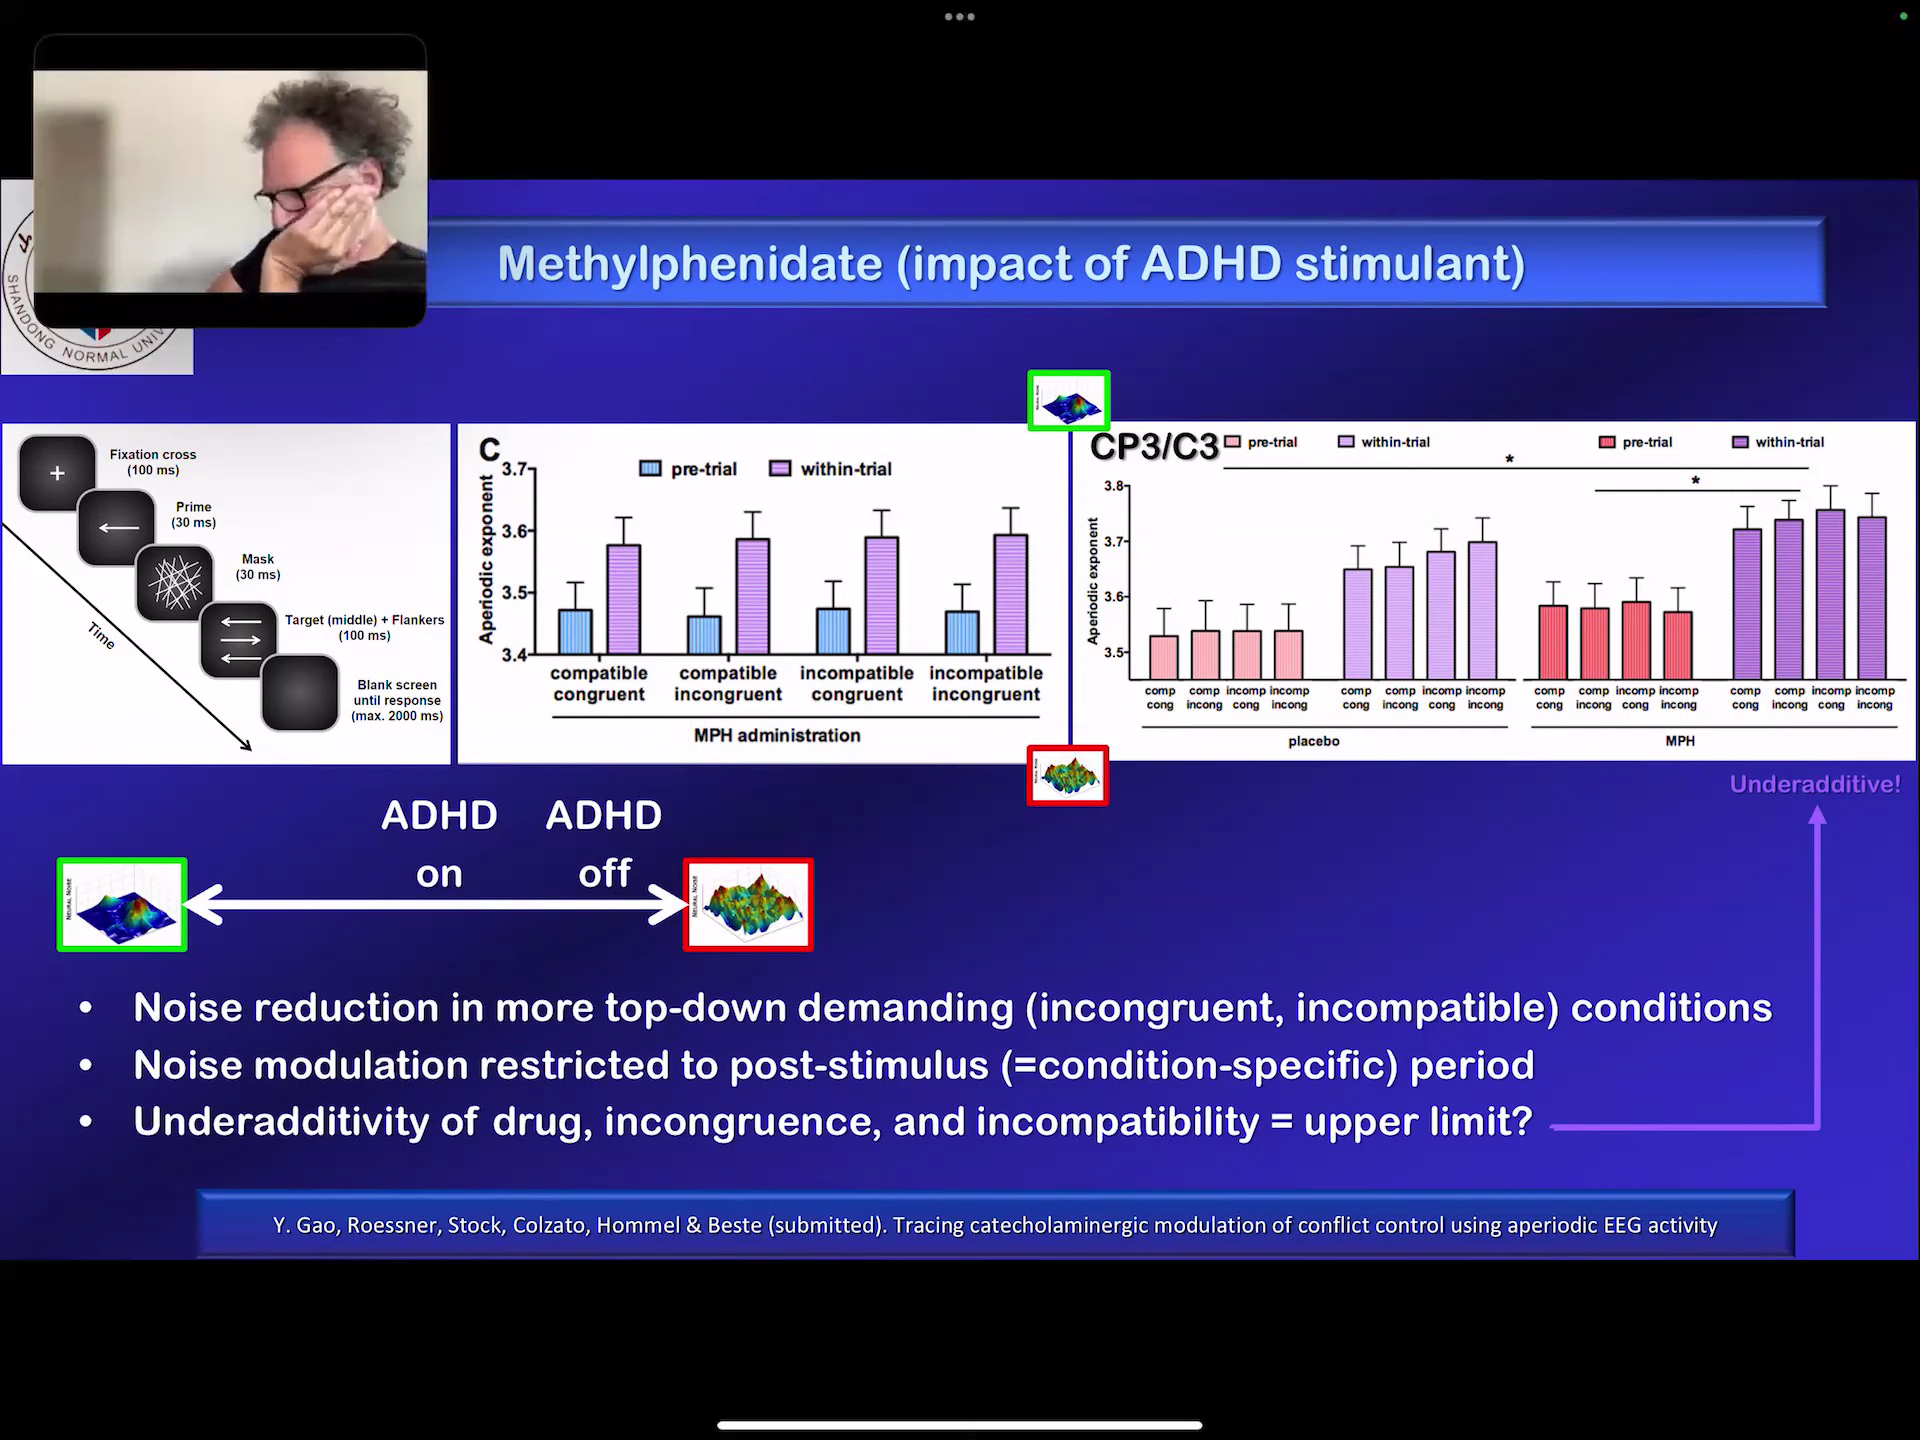 Methylphenidate (impact of ADHD stimulant)
SHANDONG NORMAL UNIV
Fixation cross
(100 ms)
Prime
(30 ms)
Mask
(30 ms)
Target (middle) + Flankers
(100 ms)
Blank screen
until response
(max. 2000 ms)
Time
C
pre-trial within-trial
Aperiodic exponent
3.7
3.6
3.5
3.4
compatible congruent
compatible incongruent
incompatible congruent
incompatible incongruent
MPH administration
NEURAL NOISE
CP3/C3 pre-trial within-trial pre-trial within-trial
*
*
Aperiodic exponent
3.8
3.7
3.6
3.5
comp comp incomp incomp comp comp incomp incomp comp comp incomp incomp comp comp incomp incomp
cong incong cong incong cong incong cong incong cong incong cong incong cong incong cong incong
placebo MPH
NEURAL NOISE
Underadditive!
ADHD ADHD
on off
NEURAL NOISE
NEURAL NOISE
• Noise reduction in more top-down demanding (incongruent, incompatible) conditions
• Noise modulation restricted to post-stimulus (=condition-specific) period
• Underadditivity of drug, incongruence, and incompatibility = upper limit?
Y. Gao, Roessner, Stock, Colzato, Hommel & Beste (submitted). Tracing catecholaminergic modulation of conflict control using aperiodic EEG activity